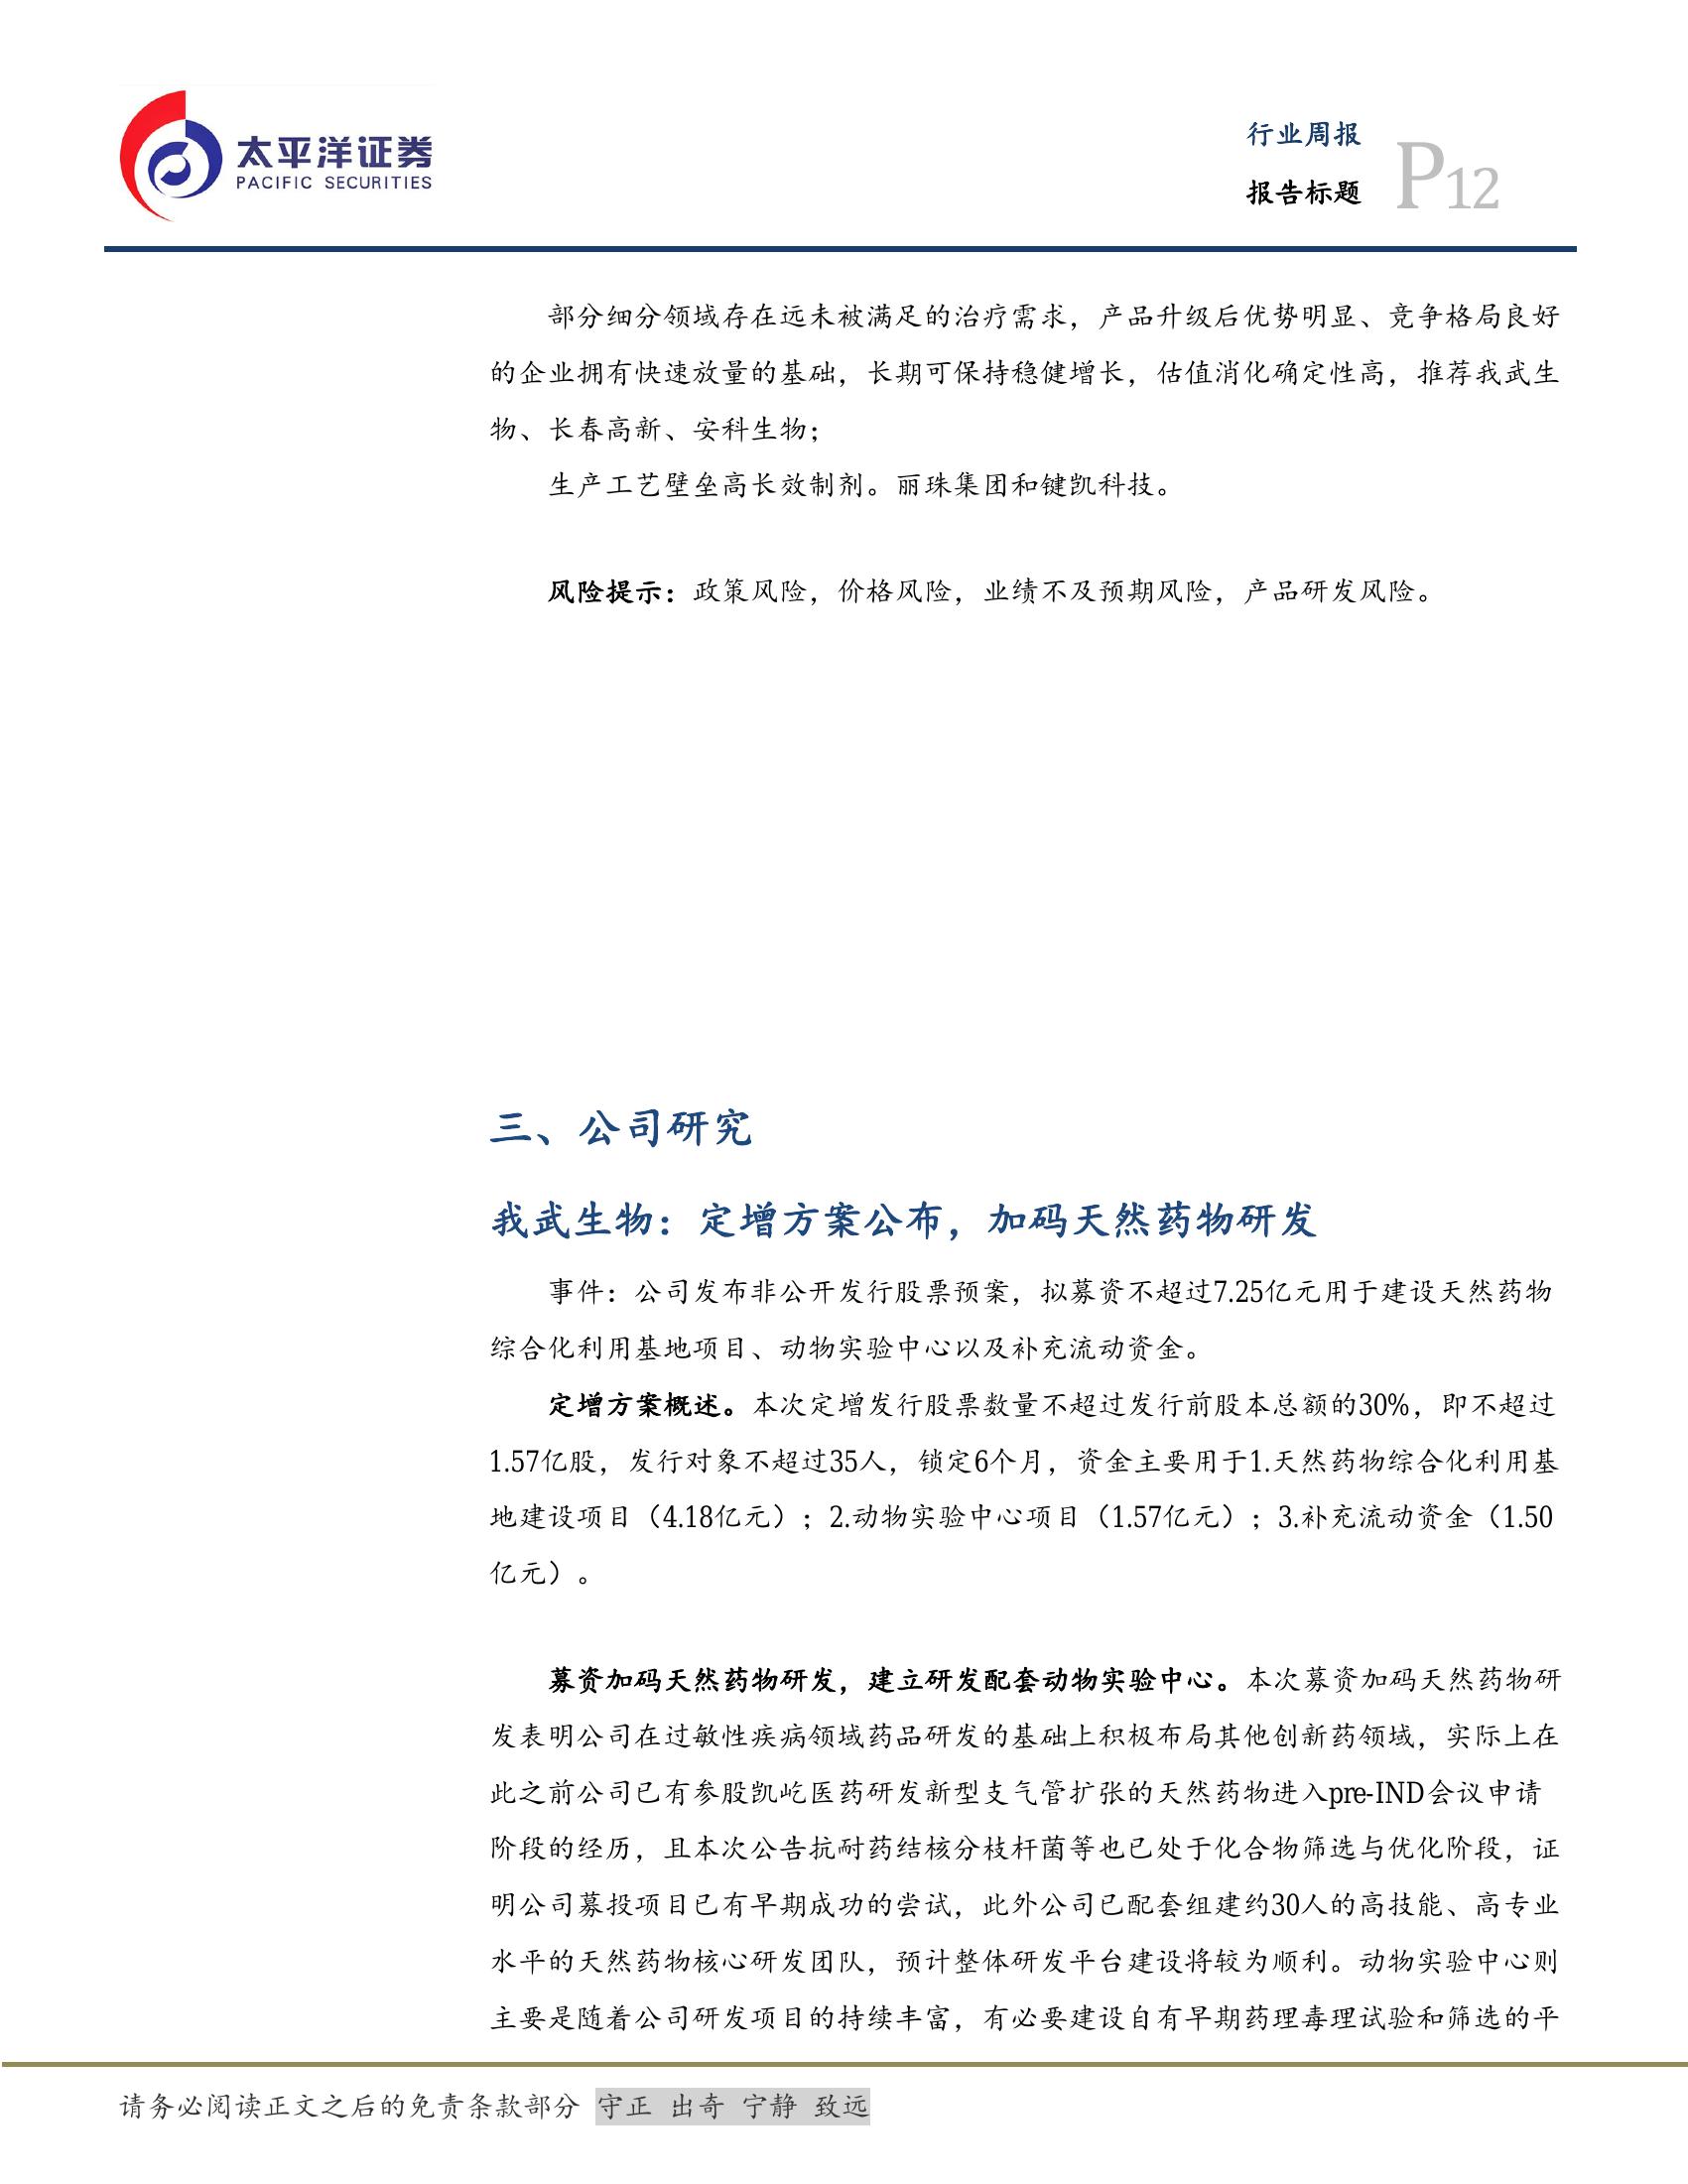 太平洋证券
PACIFIC SECURITIES
行业周报
报告标题
P12
部分细分领域存在远未被满足的治疗需求，产品升级后优势明显、竞争格局良好
的企业拥有快速放量的基础，长期可保持稳健增长，估值消化确定性高，推荐我武生
物、长春高新、安科生物；
生产工艺壁垒高长效制剂。丽珠集团和键凯科技。
风险提示：政策风险，价格风险，业绩不及预期风险，产品研发风险。
三、公司研究
我武生物：定增方案公布，加码天然药物研发
事件：公司发布非公开发行股票预案，拟募资不超过7.25亿元用于建设天然药物
综合化利用基地项目、动物实验中心以及补充流动资金。
定增方案概述。本次定增发行股票数量不超过发行前股本总额的30%，即不超过
1.57亿股，发行对象不超过35人，锁定6个月，资金主要用于1.天然药物综合化利用基
地建设项目（4.18亿元）；2.动物实验中心项目（1.57亿元）；3.补充流动资金（1.50
亿元）。
募资加码天然药物研发，建立研发配套动物实验中心。本次募资加码天然药物研
发表明公司在过敏性疾病领域药品研发的基础上积极布局其他创新药领域，实际上在
此之前公司已有参股凯屹医药研发新型支气管扩张的天然药物进入pre-IND会议申请
阶段的经历，且本次公告抗耐药结核分枝杆菌等也已处于化合物筛选与优化阶段，证
明公司募投项目已有早期成功的尝试，此外公司已配套组建约30人的高技能、高专业
水平的天然药物核心研发团队，预计整体研发平台建设将较为顺利。动物实验中心则
主要是随着公司研发项目的持续丰富，有必要建设自有早期药理毒理试验和筛选的平
请务必阅读正文之后的免责条款部分 守正 出奇 宁静 致远